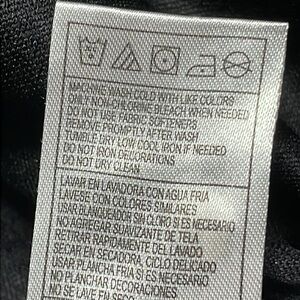 MACHINE WASH COLD WITH LIKE COLORS
ONLY NON-CHLORINE BLEACH WHEN NEEDED
DO NOT USE FABRIC SOFTENERS
REMOVE PROMPTLY AFTER WASH
TUMBLE DRY LOW COOL IRON IF NEEDED
DO NOT IRON DECORATIONS
DO NOT DRY CLEAN
LAVAR EN LAVADORA CON AGUA FRIA
LAVESE CON COLORES SIMILARES
USAR BLANQUEADOR SIN CLORO SI ES NECESARIO
NO AGREGAR SUAVIZANTE DE TELA
RETIRAR RAPIDAMENTE DEL LAVADO
SECAR EN SECADORA, CICLO DELICADO
USAR PLANCHA FRIA SI ES NECESARIO
NO PLANCHAR DECORACIONES
NO LAVAR EN SECO